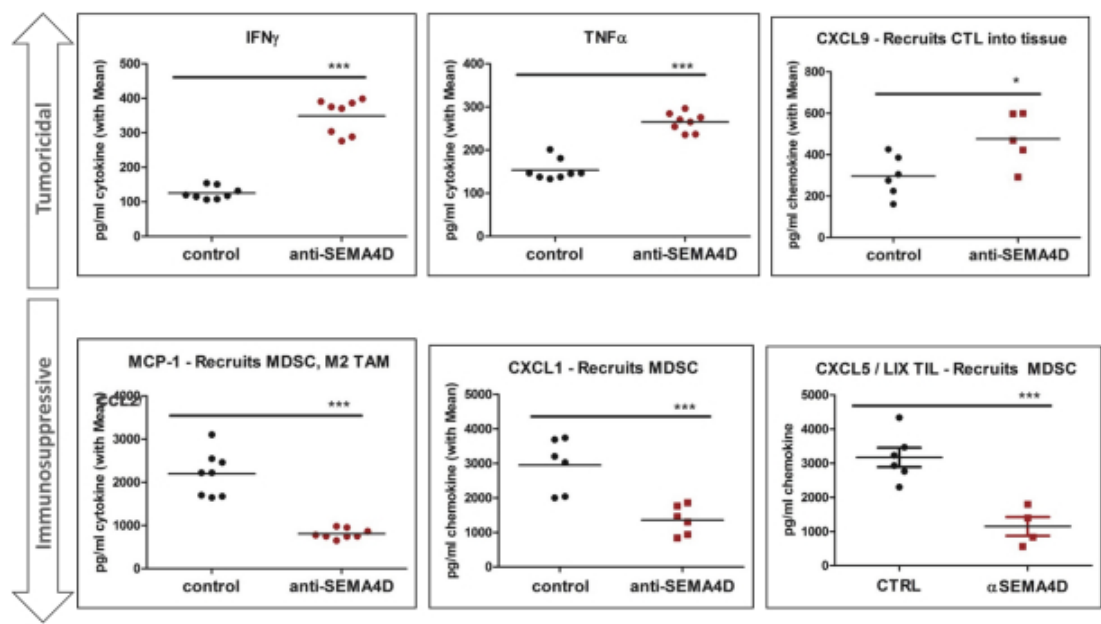 Tumoricidal
IFNγ
***
pg/ml cytokine (with Mean)
500
400
300
200
100
0
control
anti-SEMA4D
TNFα
***
pg/ml cytokine (with Mean)
400
300
200
100
0
control
anti-SEMA4D
CXCL9 - Recruits CTL into tissue
*
pg/ml chemokine (with Mean)
800
600
400
200
0
control
anti-SEMA4D
Immunosuppressive
MCP-1 - Recruits MDSC, M2 TAM
CCL2/
***
pg/ml cytokine (with Mean)
3000
2000
1000
0
control
anti-SEMA4D
CXCL1 - Recruits MDSC
***
pg/ml chemokine (with Mean)
5000
4000
3000
2000
1000
0
control
anti-SEMA4D
CXCL5 / LIX TIL - Recruits MDSC
***
pg/ml chemokine
5000
4000
3000
2000
1000
0
CTRL
αSEMA4D